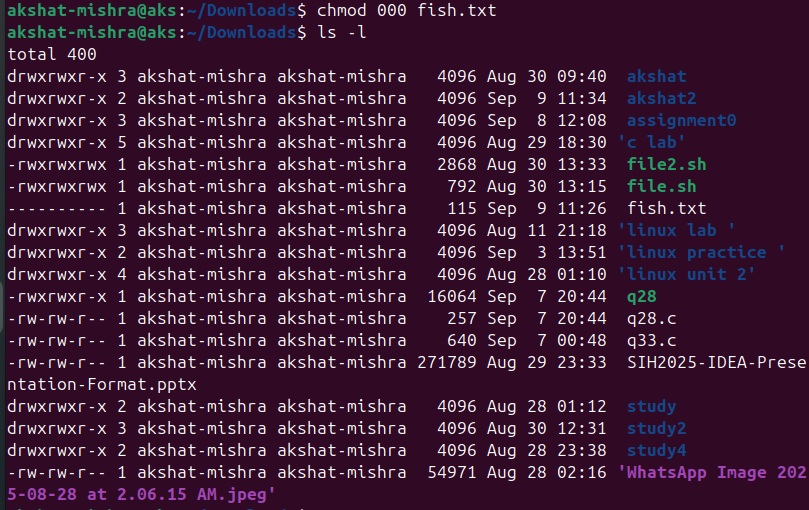 akshat-mishra@aks:~/Downloads$ chmod 000 fish.txt
akshat-mishra@aks:~/Downloads$ ls -l
total 400
drwxrwxr-x 3 akshat-mishra akshat-mishra   4096 Aug 30 09:40  akshat
drwxrwxr-x 2 akshat-mishra akshat-mishra   4096 Sep  9 11:34  akshat2
drwxrwxr-x 3 akshat-mishra akshat-mishra   4096 Sep  8 12:08  assignment0
drwxrwxr-x 5 akshat-mishra akshat-mishra   4096 Aug 29 18:30 'c lab'
-rwxrwxrwx 1 akshat-mishra akshat-mishra   2868 Aug 30 13:33  file2.sh
-rwxrwxrwx 1 akshat-mishra akshat-mishra    792 Aug 30 13:15  file.sh
---------- 1 akshat-mishra akshat-mishra    115 Sep  9 11:26  fish.txt
drwxrwxr-x 3 akshat-mishra akshat-mishra   4096 Aug 11 21:18 'linux lab '
drwxrwxr-x 2 akshat-mishra akshat-mishra   4096 Sep  3 13:51 'linux practice '
drwxrwxr-x 4 akshat-mishra akshat-mishra   4096 Aug 28 01:10 'linux unit 2'
-rwxrwxr-x 1 akshat-mishra akshat-mishra  16064 Sep  7 20:44  q28
-rw-rw-r-- 1 akshat-mishra akshat-mishra    257 Sep  7 20:44  q28.c
-rw-rw-r-- 1 akshat-mishra akshat-mishra    640 Sep  7 00:48  q33.c
-rw-rw-r-- 1 akshat-mishra akshat-mishra 271789 Aug 29 23:33  SIH2025-IDEA-Prese
ntation-Format.pptx
drwxrwxr-x 2 akshat-mishra akshat-mishra   4096 Aug 28 01:12  study
drwxrwxr-x 3 akshat-mishra akshat-mishra   4096 Aug 30 12:31  study2
drwxrwxr-x 2 akshat-mishra akshat-mishra   4096 Aug 28 23:38  study4
-rw-rw-r-- 1 akshat-mishra akshat-mishra  54971 Aug 28 02:16 'WhatsApp Image 202
5-08-28 at 2.06.15 AM.jpeg'